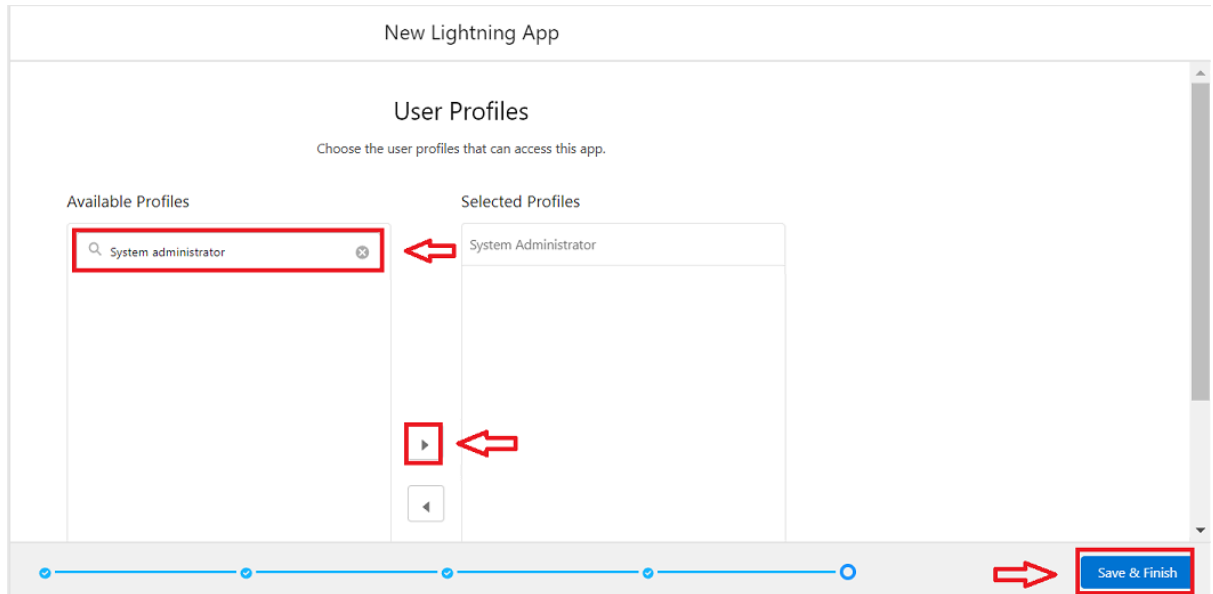 New Lightning App
User Profiles
Choose the user profiles that can access this app.
Available Profiles
Selected Profiles
System administrator
System Administrator
Save & Finish